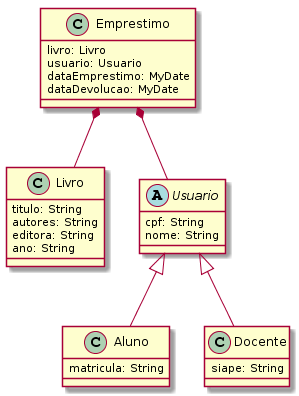 C Emprestimo
livro: Livro
usuario: Usuario
dataEmprestimo: MyDate
dataDevolucao: MyDate
C Livro
titulo: String
autores: String
editora: String
ano: String
A Usuario
cpf: String
nome: String
C Aluno
matricula: String
C Docente
siape: String